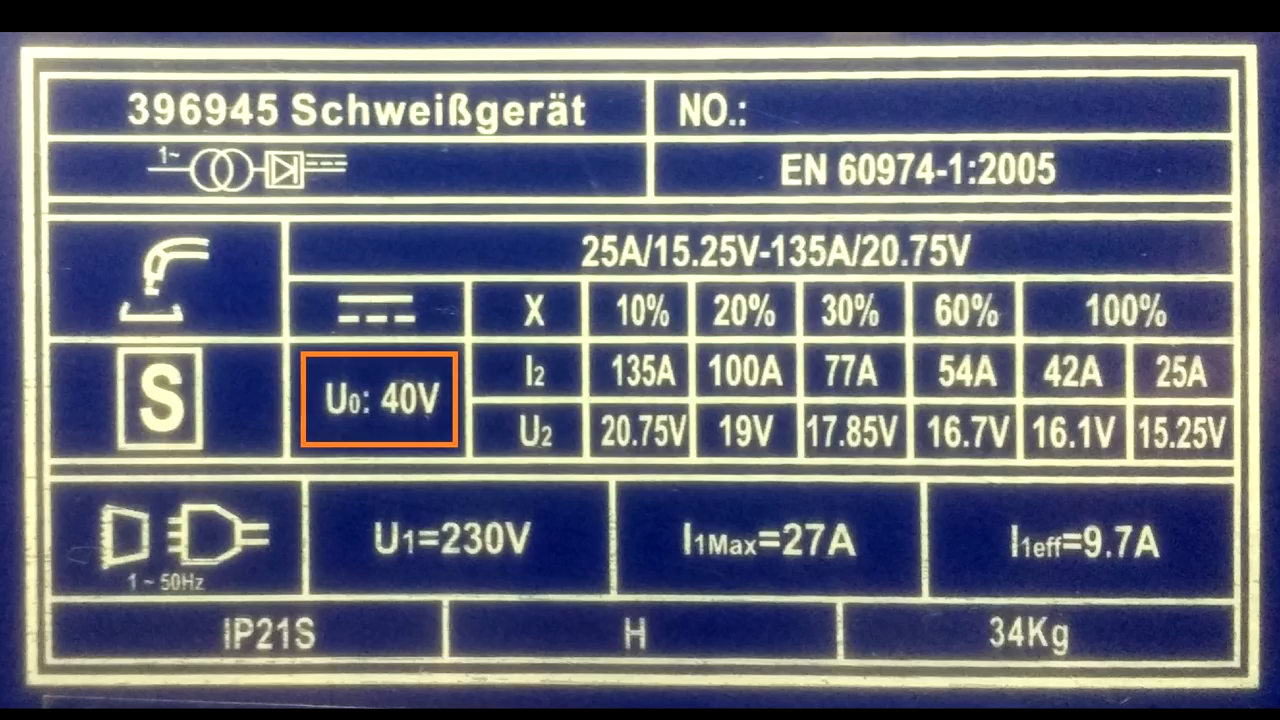 396945 Schweißgerät NO.:
1~
EN 60974-1:2005
25A/15.25V-135A/20.75V
X 10% 20% 30% 60% 100%
S
U0: 40V
I2 135A 100A 77A 54A 42A 25A
U2 20.75V 19V 17.85V 16.7V 16.1V 15.25V
1 ~ 50Hz
U1=230V I1Max=27A I1eff=9.7A
IP21S H 34Kg